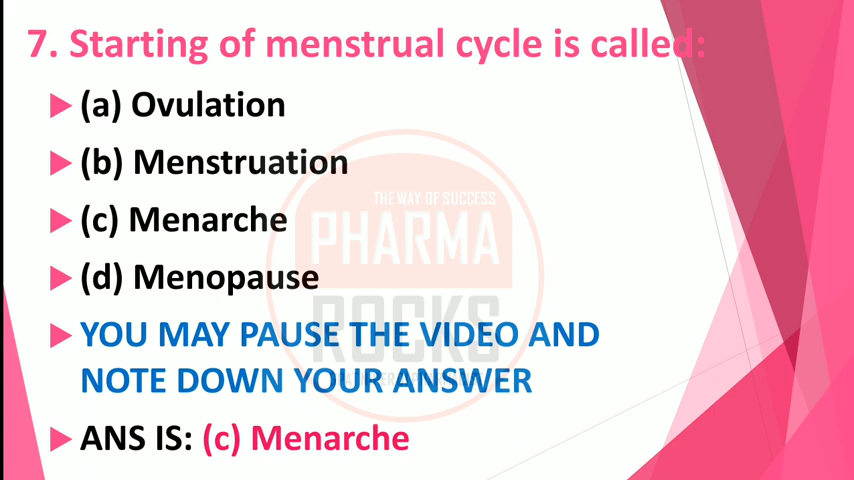 7. Starting of menstrual cycle is called:
(a) Ovulation
(b) Menstruation
(c) Menarche
(d) Menopause
YOU MAY PAUSE THE VIDEO AND
NOTE DOWN YOUR ANSWER
ANS IS: (c) Menarche
THE WAY OF SUCCESS
PHARMA
ROCKS